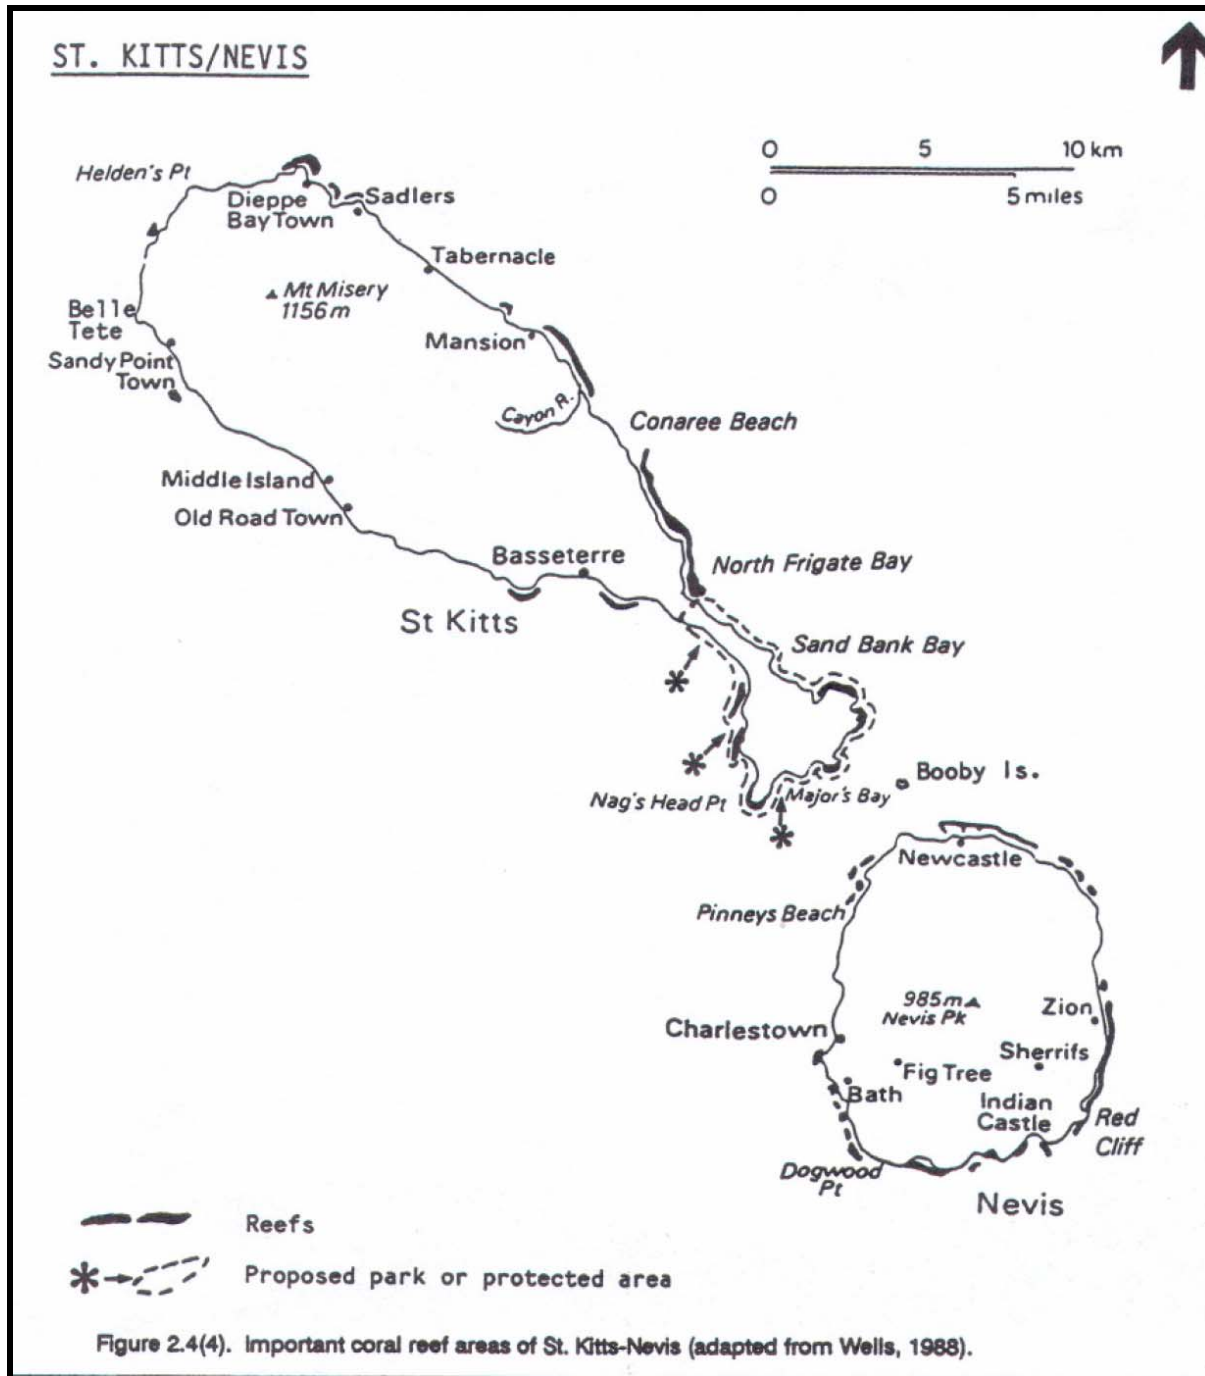 ST. KITTS/NEVIS
0 5 10 km
0 5 miles
Helden's Pt
Dieppe
Bay Town
Sadlers
Tabernacle
Mt Misery
1156m
Belle
Tete
Mansion
Sandy Point
Town
Cayon R.
Conaree Beach
Middle Island
Old Road Town
Basseterre
North Frigate Bay
St Kitts
Sand Bank Bay
Booby Is.
Nag's Head Pt
Major's Bay
Newcastle
Pinneys Beach
985m
Nevis Pk
Zion
Charlestown
Sherrifs
Fig Tree
Bath
Indian
Castle
Red
Cliff
Dogwood
Pt
Nevis
Reefs
Proposed park or protected area
Figure 2.4(4). Important coral reef areas of St. Kitts-Nevis (adapted from Wells, 1988).